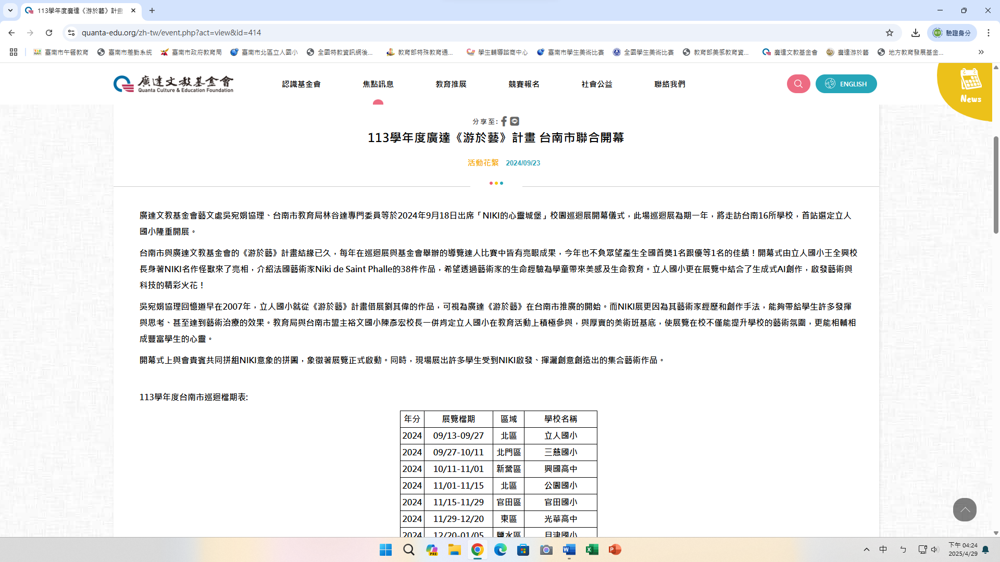 113學年度廣達《游於藝》計畫
quanta-edu.org/zh-tw/event.php?act=view&id=414
驗證身分
臺南市午餐教育 臺南市差勤系統 臺南市政府教育局 臺南市北區立人國小 全國特教資訊網後... 教育部特殊教育通... 學生輔導諮商中心 臺南市學生美術比賽 全國學生美術比賽 教育部美感教育資... 廣達文教基金會 廣達游於藝 地方教育發展基金...
廣達文教基金會
Quanta Culture & Education Foundation
認識基金會 焦點訊息 教育推展 競賽報名 社會公益 聯絡我們
ENGLISH
News
分享至:
113學年度廣達《游於藝》計畫 台南市聯合開幕
活動花絮 2024/09/23
廣達文教基金會藝文處吳宛娟協理、台南市教育局林谷達專門委員等於2024年9月18日出席「NIKI的心靈城堡」校園巡迴展開幕儀式，此場巡迴展為期一年，將走訪台南16所學校，首站選定立人
國小隆重開展。
台南市與廣達文教基金會的《游於藝》計畫結緣已久，每年在巡迴展與基金會舉辦的導覽達人比賽中皆有亮眼成果，今年也不負眾望產生全國首獎1名跟優等1名的佳績！開幕式由立人國小王全興校
長身著NIKI名作怪獸來了亮相，介紹法國藝術家Niki de Saint Phalle的38件作品，希望透過藝術家的生命經驗為學童帶來美感及生命教育。立人國小更在展覽中結合了生成式AI創作，啟發藝術與
科技的精彩火花！
吳宛娟協理回憶道早在2007年，立人國小就從《游於藝》計畫借展劉其偉的作品，可視為廣達《游於藝》在台南市推廣的開始。而NIKI展更因為其藝術家經歷和創作手法，能夠帶給學生許多發揮
與思考、甚至達到藝術治療的效果。教育局與台南市盟主裕文國小陳彥宏校長一併肯定立人國小在教育活動上積極參與，與厚實的美術班基底，使展覽在校不僅能提升學校的藝術氛圍，更能相輔相
成豐富學生的心靈。
開幕式上與會貴賓共同拼組NIKI意象的拼圖，象徵著展覽正式啟動。同時，現場展出許多學生受到NIKI啟發、揮灑創意創造出的集合藝術作品。
113學年度台南市巡迴檔期表:
年分 展覽檔期 區域 學校名稱
2024 09/13-09/27 北區 立人國小
2024 09/27-10/11 北門區 三慈國小
2024 10/11-11/01 新營區 興國高中
2024 11/01-11/15 北區 公園國小
2024 11/15-11/29 官田區 官田國小
2024 11/29-12/20 東區 光華高中
2024 12/20-01/05 鹽水區 月津國小
PRE
中 ㄅ
下午 04:24
2025/4/29